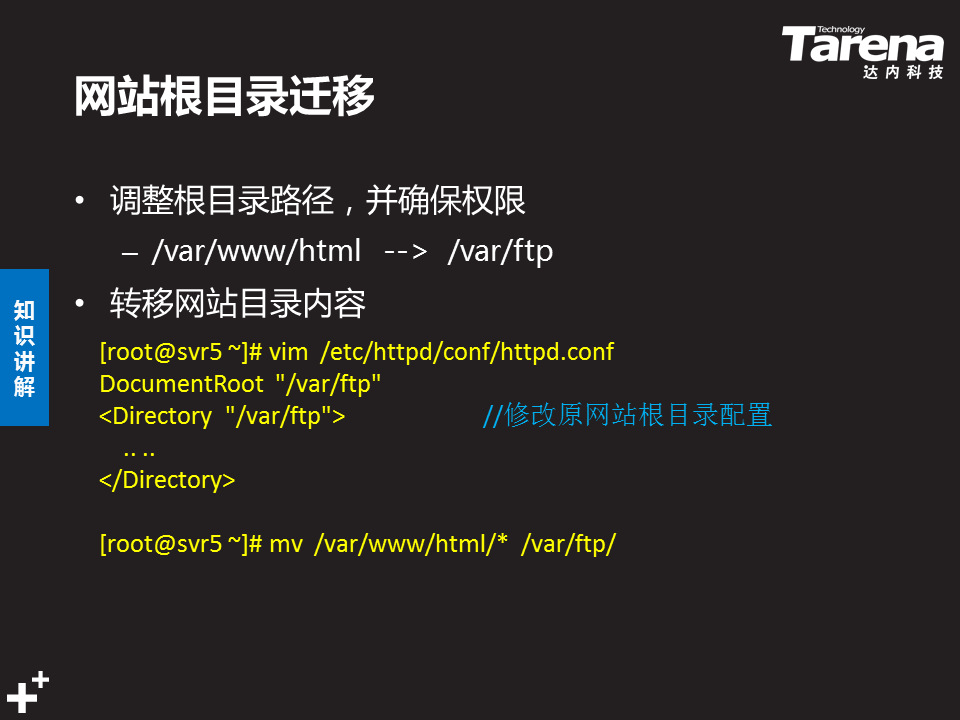 Technology
Tarena
达内科技
网站根目录迁移
• 调整根目录路径，并确保权限
– /var/www/html --> /var/ftp
• 转移网站目录内容
知识讲解
[root@svr5 ~]# vim /etc/httpd/conf/httpd.conf
DocumentRoot "/var/ftp"
<Directory "/var/ftp"> //修改原网站根目录配置
.. ..
</Directory>
[root@svr5 ~]# mv /var/www/html/* /var/ftp/